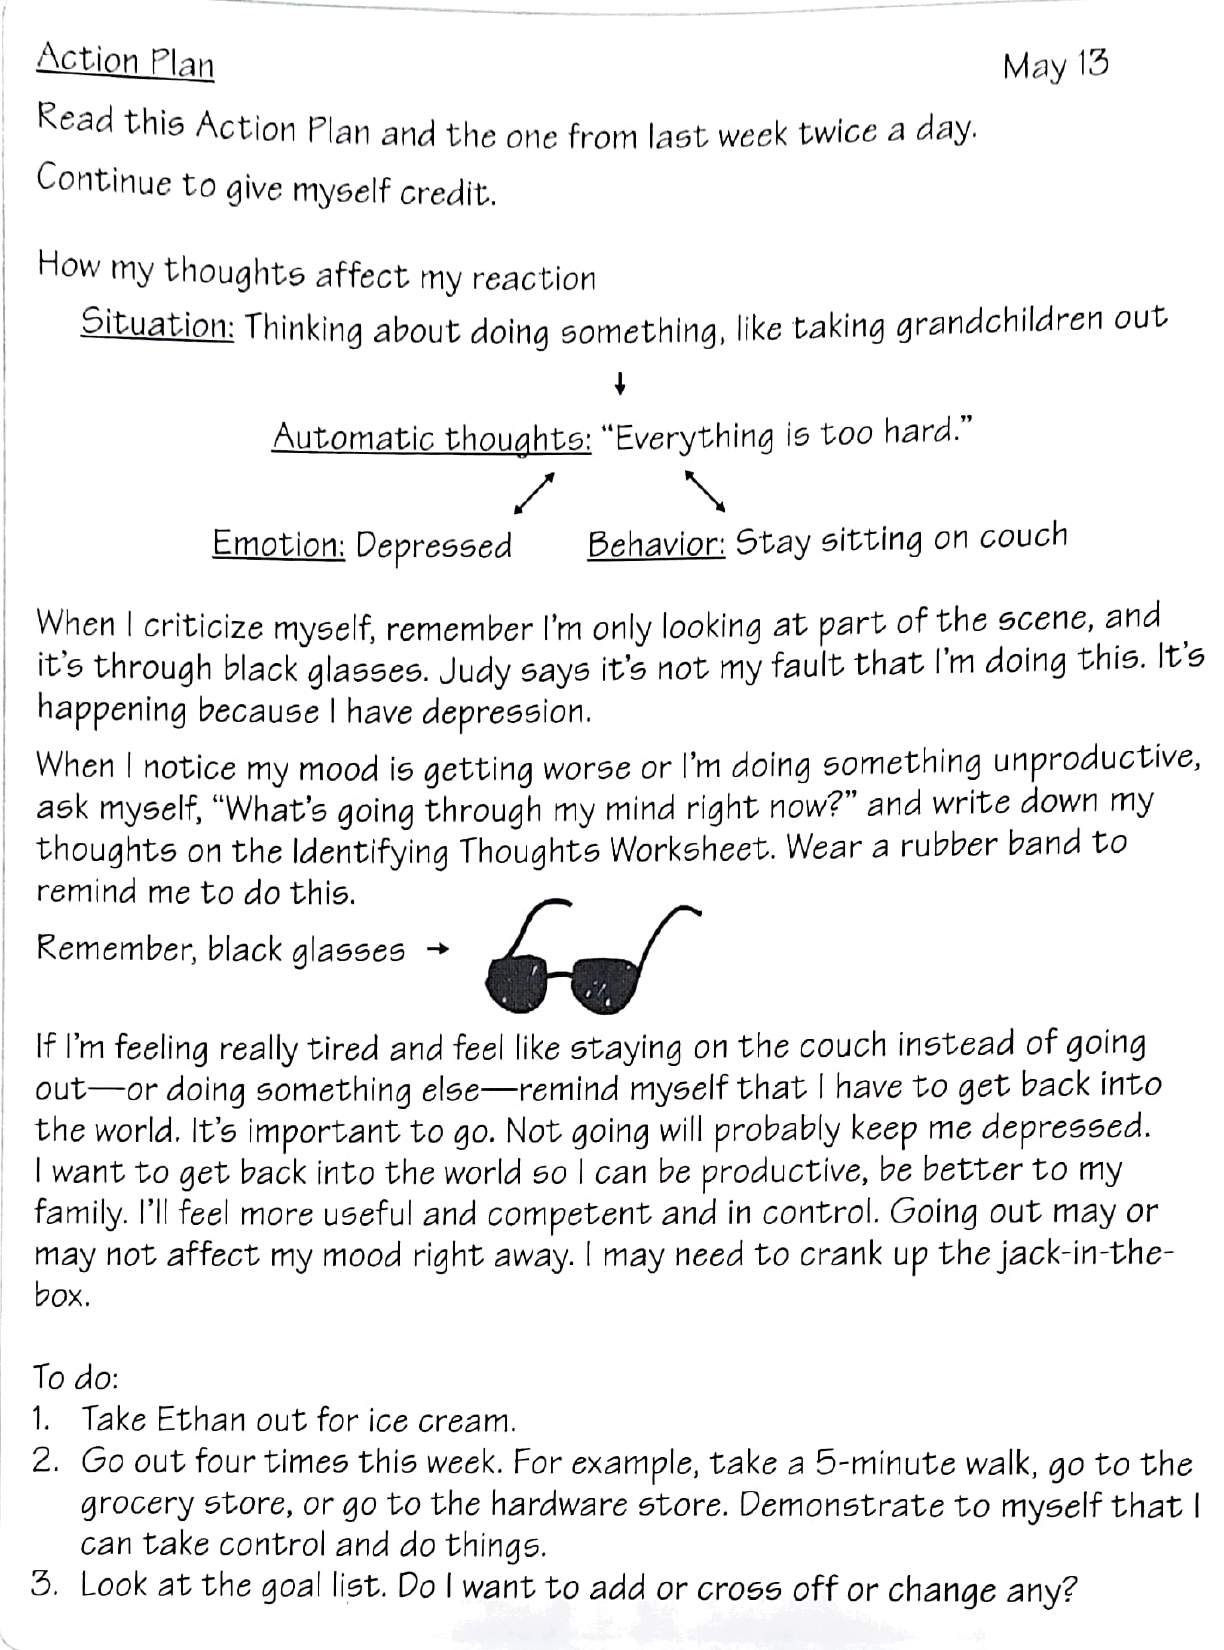 Action Plan May 13
Read this Action Plan and the one from last week twice a day.
Continue to give myself credit.
How my thoughts affect my reaction
Situation: Thinking about doing something, like taking grandchildren out
↓
Automatic thoughts: “Everything is too hard.”
Emotion: Depressed Behavior: Stay sitting on couch
When I criticize myself, remember I’m only looking at part of the scene, and
it’s through black glasses. Judy says it’s not my fault that I’m doing this. It’s
happening because I have depression.
When I notice my mood is getting worse or I’m doing something unproductive,
ask myself, “What’s going through my mind right now?” and write down my
thoughts on the Identifying Thoughts Worksheet. Wear a rubber band to
remind me to do this.
Remember, black glasses →
If I’m feeling really tired and feel like staying on the couch instead of going
out—or doing something else—remind myself that I have to get back into
the world. It’s important to go. Not going will probably keep me depressed.
I want to get back into the world so I can be productive, be better to my
family. I’ll feel more useful and competent and in control. Going out may or
may not affect my mood right away. I may need to crank up the jack-in-the-
box.
To do:
1. Take Ethan out for ice cream.
2. Go out four times this week. For example, take a 5-minute walk, go to the
grocery store, or go to the hardware store. Demonstrate to myself that I
can take control and do things.
3. Look at the goal list. Do I want to add or cross off or change any?